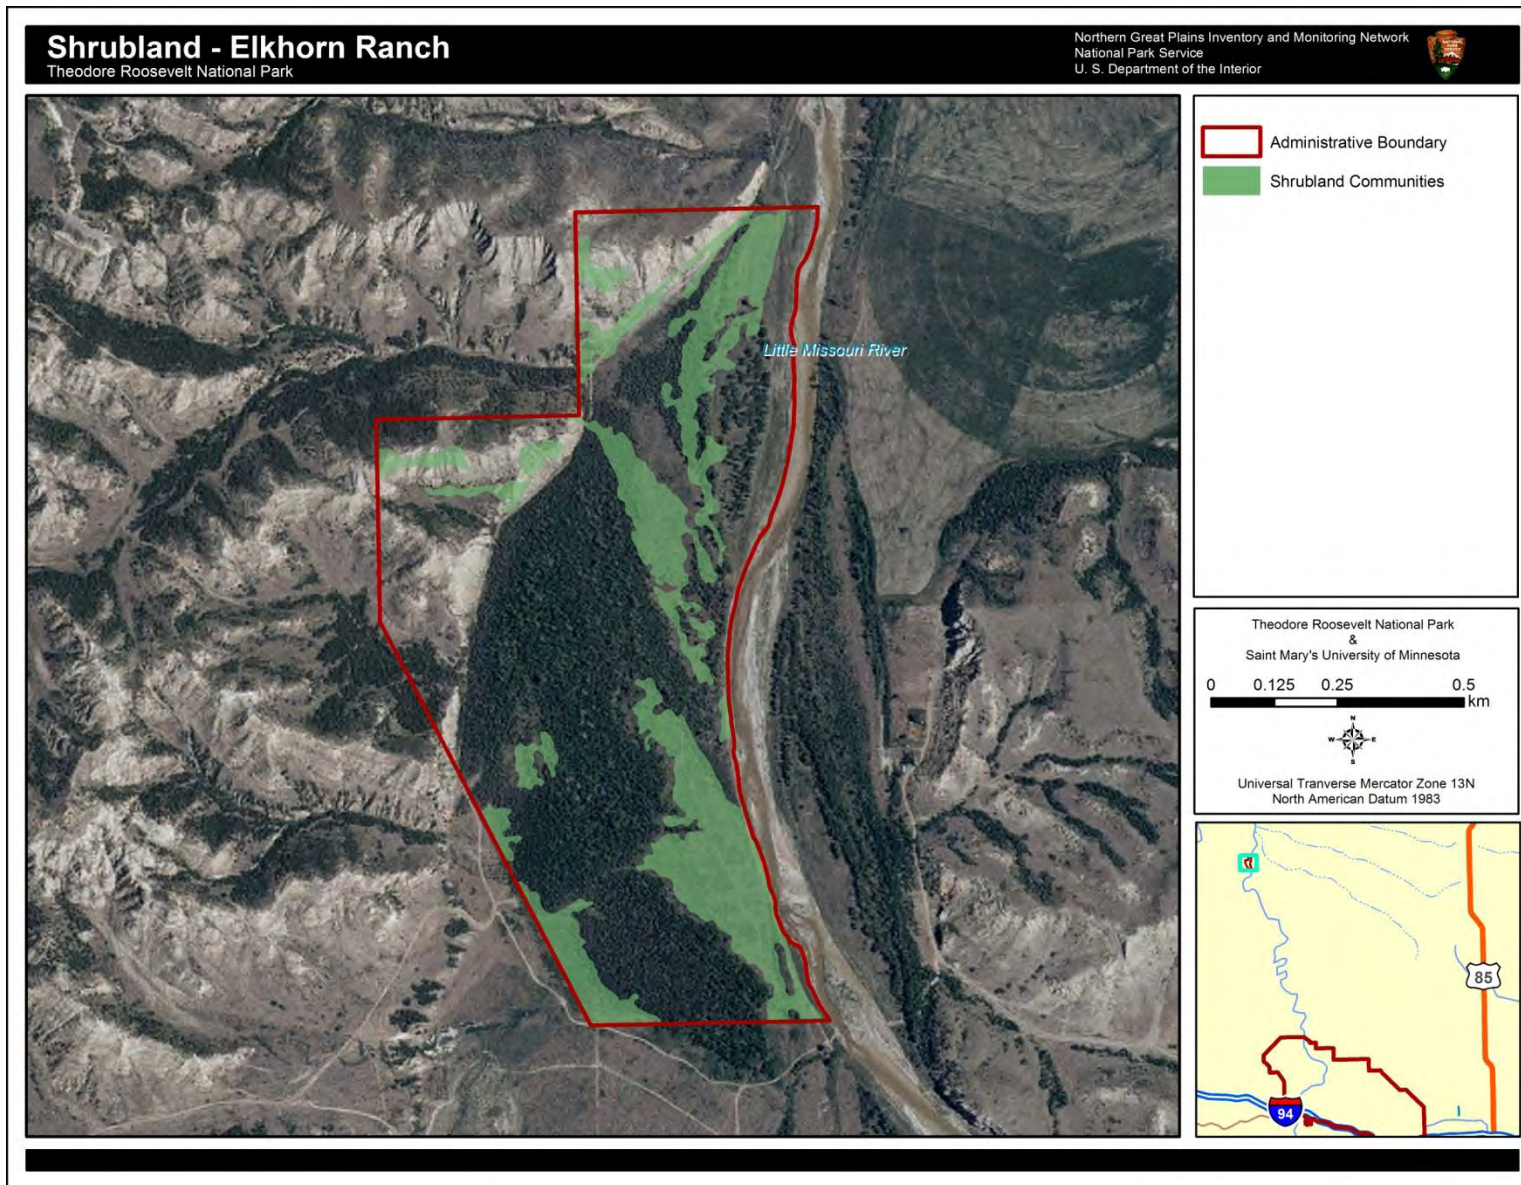 Shrubland - Elkhorn Ranch
Theodore Roosevelt National Park
Northern Great Plains Inventory and Monitoring Network
National Park Service
U. S. Department of the Interior
Administrative Boundary
Shrubland Communities
Little Missouri River
Theodore Roosevelt National Park
&
Saint Mary's University of Minnesota
0 0.125 0.25 0.5
km
N
W E
S
Universal Tranverse Mercator Zone 13N
North American Datum 1983
85
94